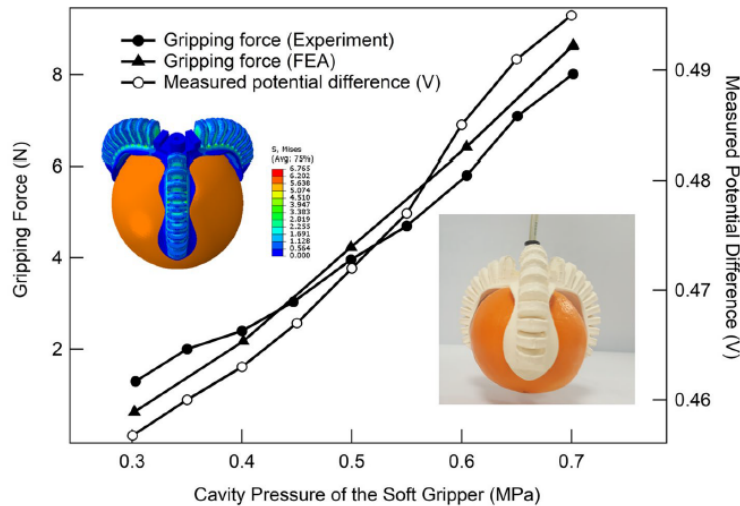 Gripping force (Experiment)
Gripping force (FEA)
Measured potential difference (V)
S, Mises
(Avg: 75%)
6.765
6.202
5.638
5.074
4.510
3.947
3.383
2.819
2.255
1.691
1.128
0.564
0.000
8
6
4
2
Gripping Force (N)
0.49
0.48
0.47
0.46
Measured Potential Difference (V)
0.3 0.4 0.5 0.6 0.7
Cavity Pressure of the Soft Gripper (MPa)